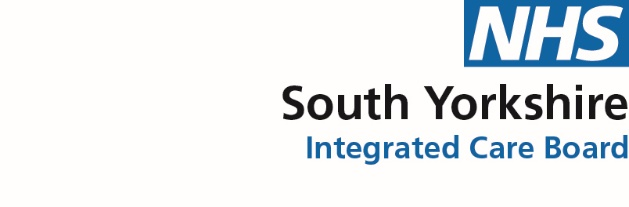 NHS
South Yorkshire
Integrated Care Board